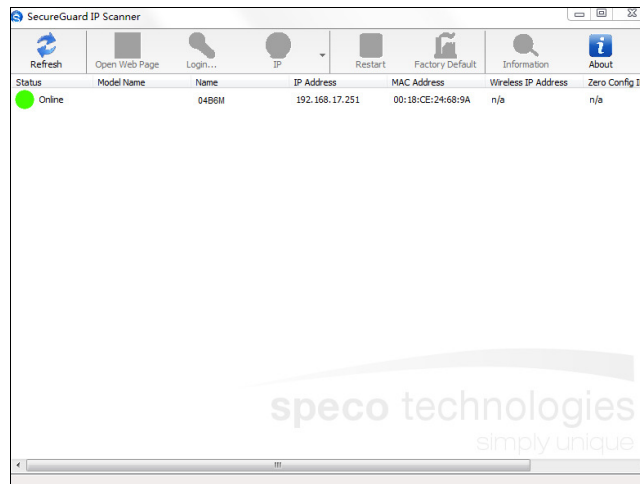 SecureGuard IP Scanner
Refresh Open Web Page Login... IP Restart Factory Default Information About
Status Model Name Name IP Address MAC Address Wireless IP Address Zero Config I
Online 04B6M 192.168.17.251 00:18:CE:24:68:9A n/a n/a
speco technologies
simply unique